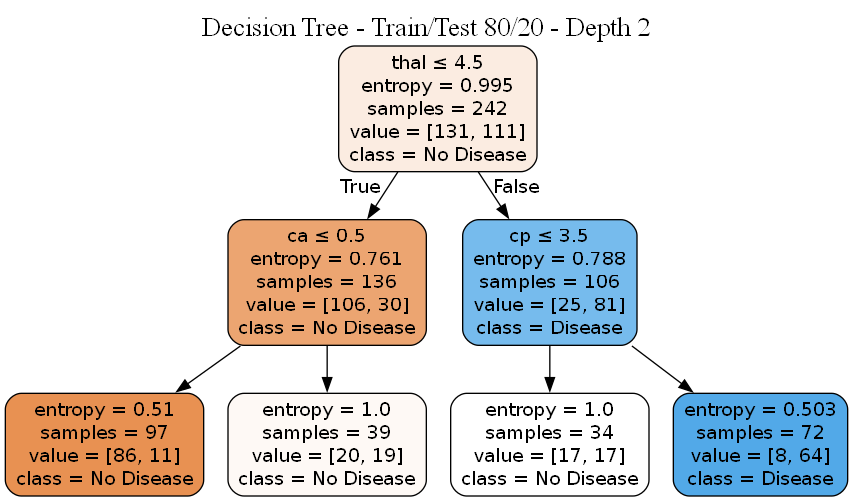 Decision Tree - Train/Test 80/20 - Depth 2
thal ≤ 4.5
entropy = 0.995
samples = 242
value = [131, 111]
class = No Disease
True
False
ca ≤ 0.5
entropy = 0.761
samples = 136
value = [106, 30]
class = No Disease
cp ≤ 3.5
entropy = 0.788
samples = 106
value = [25, 81]
class = Disease
entropy = 0.51
samples = 97
value = [86, 11]
class = No Disease
entropy = 1.0
samples = 39
value = [20, 19]
class = No Disease
entropy = 1.0
samples = 34
value = [17, 17]
class = No Disease
entropy = 0.503
samples = 72
value = [8, 64]
class = Disease